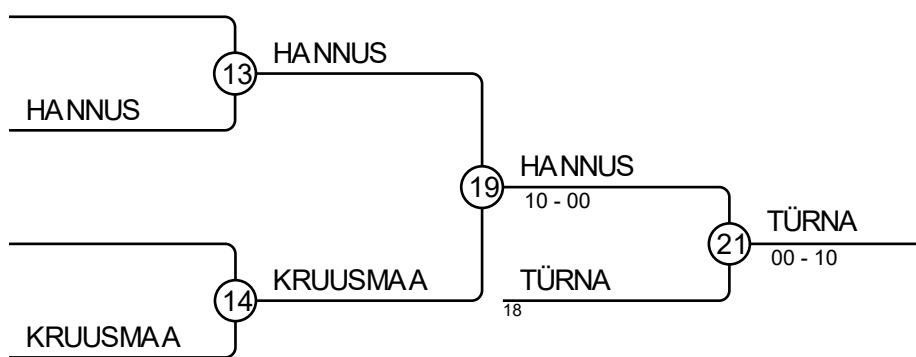 13
HANNUS
HANNUS
19
HANNUS
10 - 00
21
TÜRNA
00 - 10
14
KRUUSMAA
TÜRNA
18
KRUUSMAA